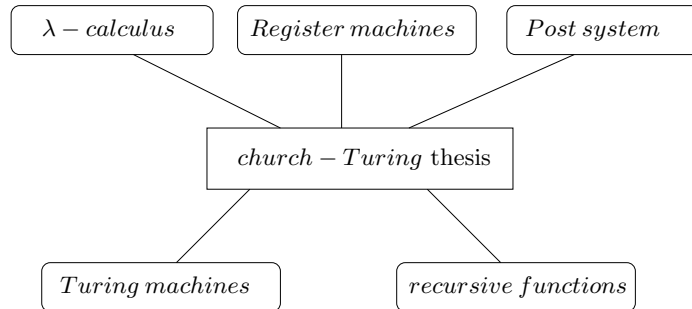 λ − calculus
Register machines
Post system
church − Turing thesis
Turing machines
recursive functions